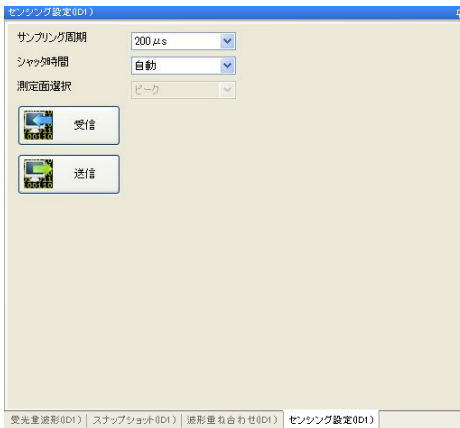 センシング設定(ID1)
サンプリング周期 200μs
シャッタ時間 自動
測定面選択 ピーク
受信
送信
受光量波形(ID1) スナップショット(ID1) 波形重ね合わせ(ID1) センシング設定(ID1)